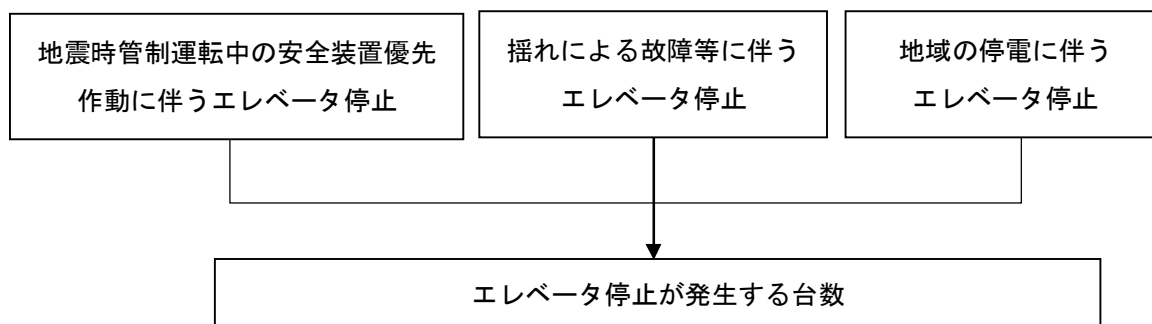 地震時管制運転中の安全装置優先
作動に伴うエレベータ停止
揺れによる故障等に伴う
エレベータ停止
地域の停電に伴う
エレベータ停止
エレベータ停止が発生する台数